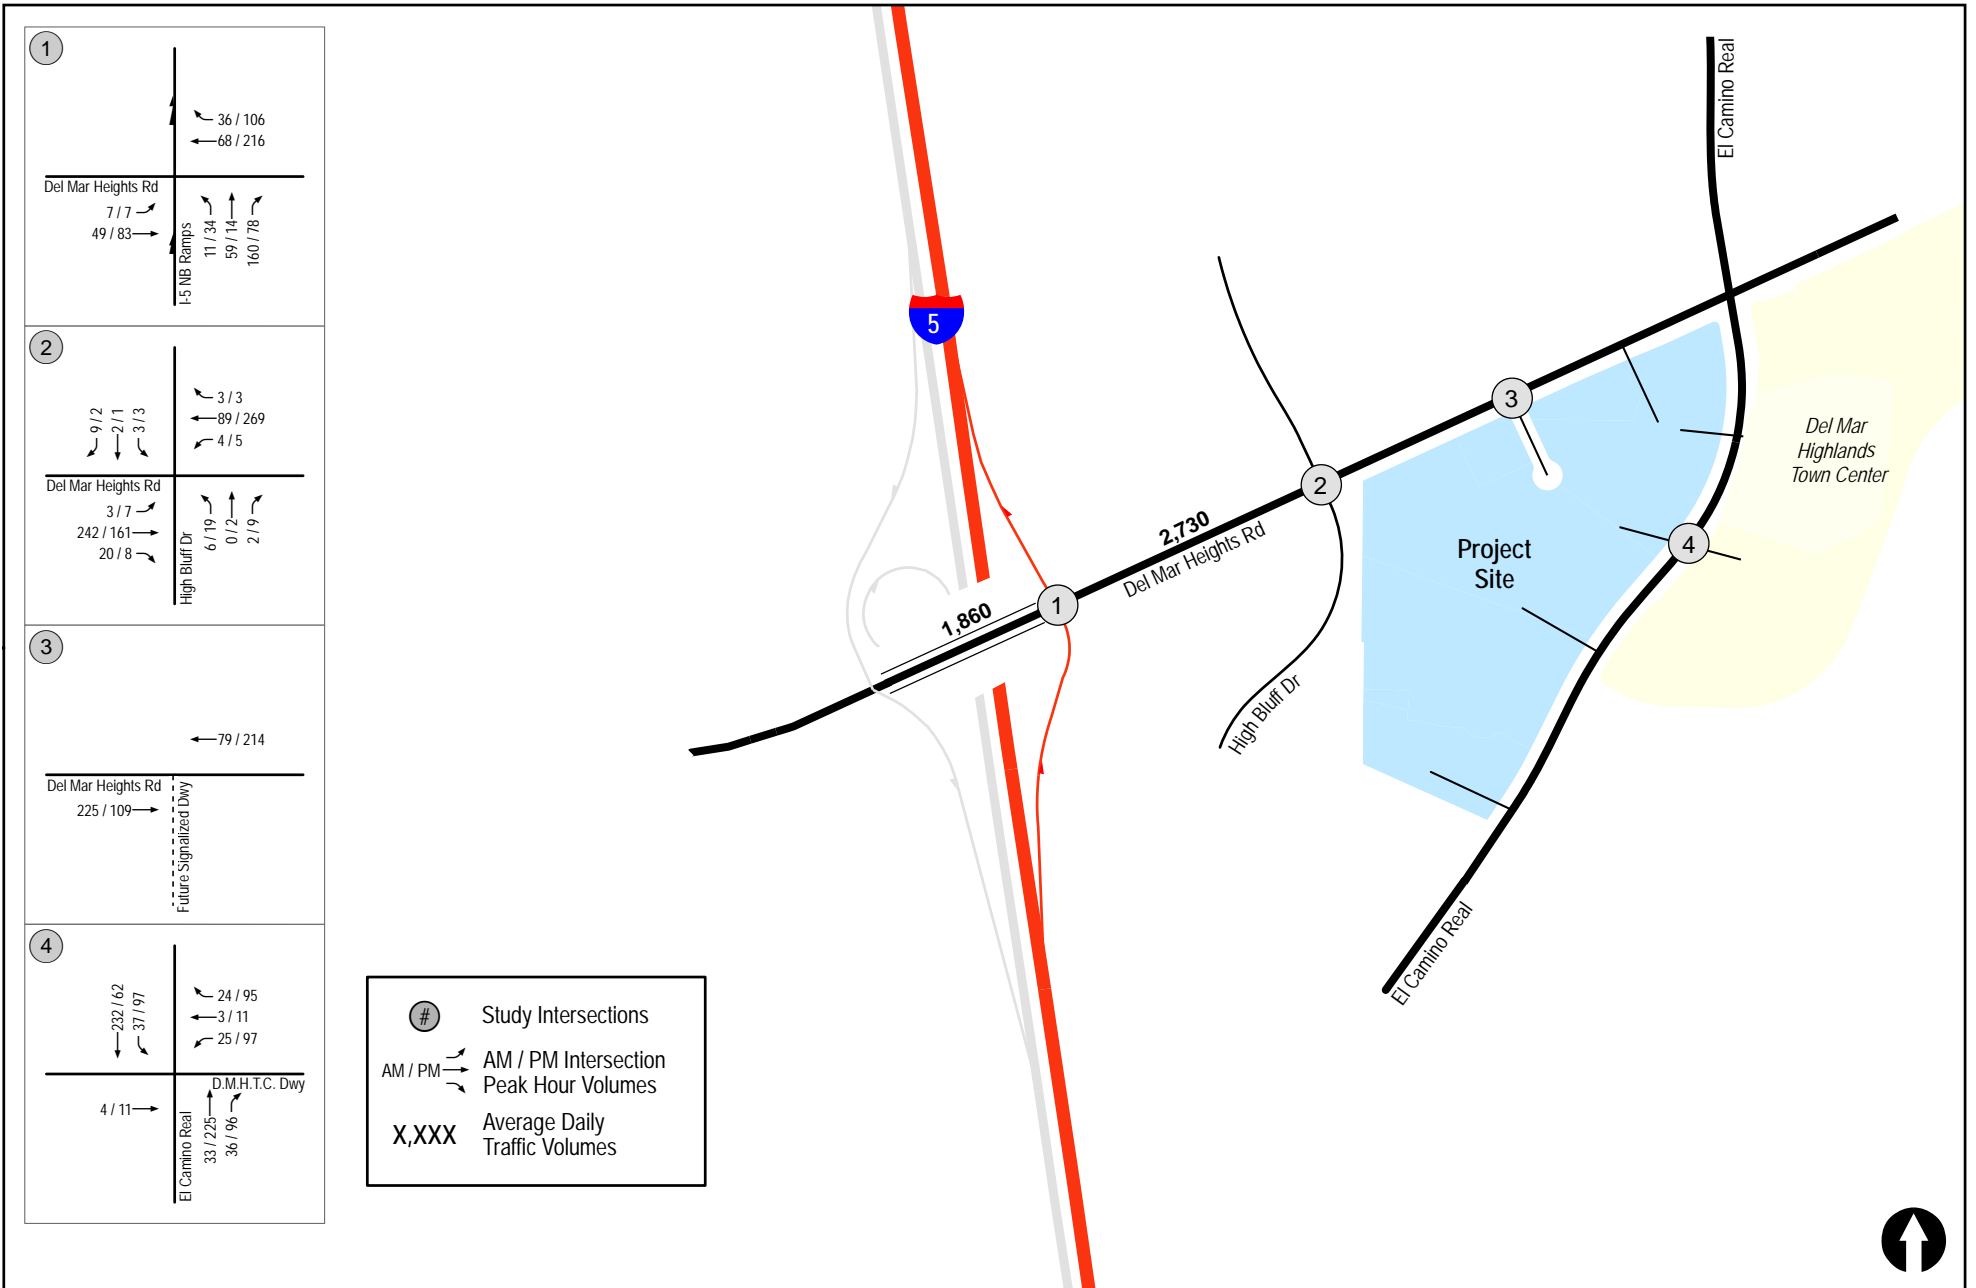 1
36 / 106
68 / 216
Del Mar Heights Rd
7 / 7
49 / 83
I-5 NB Ramps
11 / 34
59 / 14
160 / 78
2
9 / 2
2 / 1
3 / 3
3 / 3
89 / 269
4 / 5
Del Mar Heights Rd
3 / 7
242 / 161
20 / 8
High Bluff Dr
6 / 19
0 / 2
2 / 9
3
79 / 214
Del Mar Heights Rd
225 / 109
Future Signalized Dwy
4
232 / 62
37 / 97
24 / 95
3 / 11
25 / 97
D.M.H.T.C. Dwy
4 / 11
El Camino Real
33 / 225
36 / 96
# Study Intersections
AM / PM
AM / PM Intersection
Peak Hour Volumes
X,XXX
Average Daily
Traffic Volumes
5
El Camino Real
3
2
2,730
Del Mar Heights Rd
1
1,860
High Bluff Dr
Project
Site
4
Del Mar
Highlands
Town Center
El Camino Real